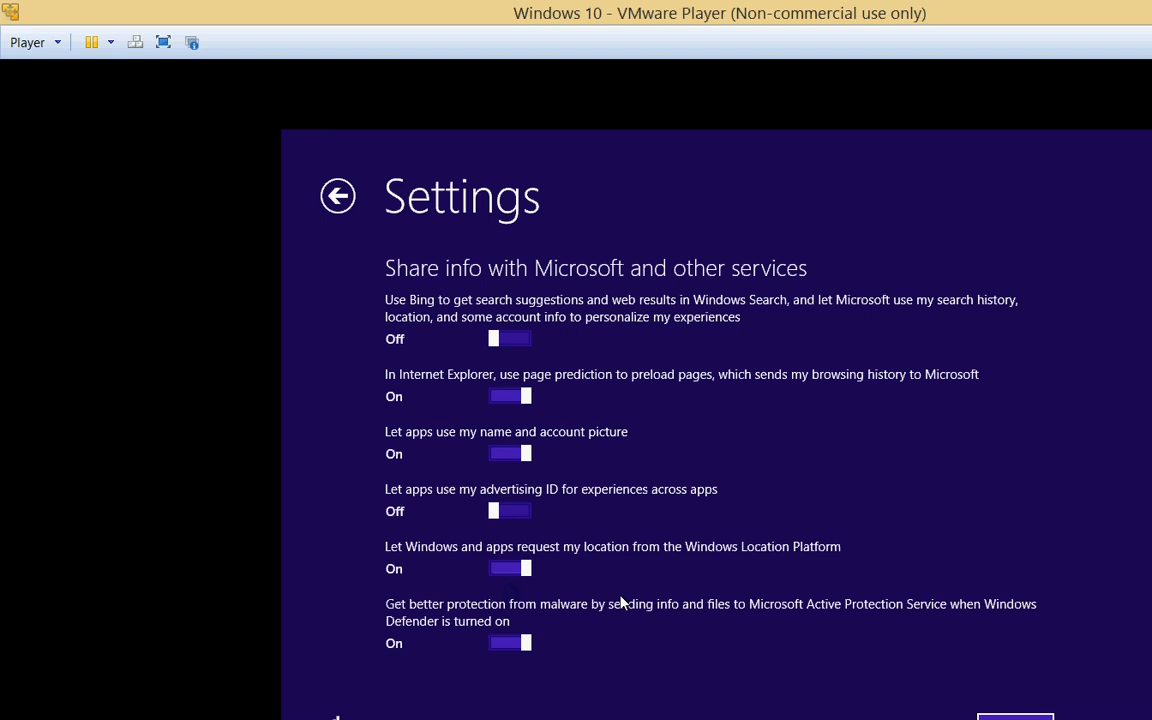 Windows 10 - VMware Player (Non-commercial use only)
Player
Settings
Share info with Microsoft and other services
Use Bing to get search suggestions and web results in Windows Search, and let Microsoft use my search history,
location, and some account info to personalize my experiences
Off
In Internet Explorer, use page prediction to preload pages, which sends my browsing history to Microsoft
On
Let apps use my name and account picture
On
Let apps use my advertising ID for experiences across apps
Off
Let Windows and apps request my location from the Windows Location Platform
On
Get better protection from malware by sending info and files to Microsoft Active Protection Service when Windows
Defender is turned on
On